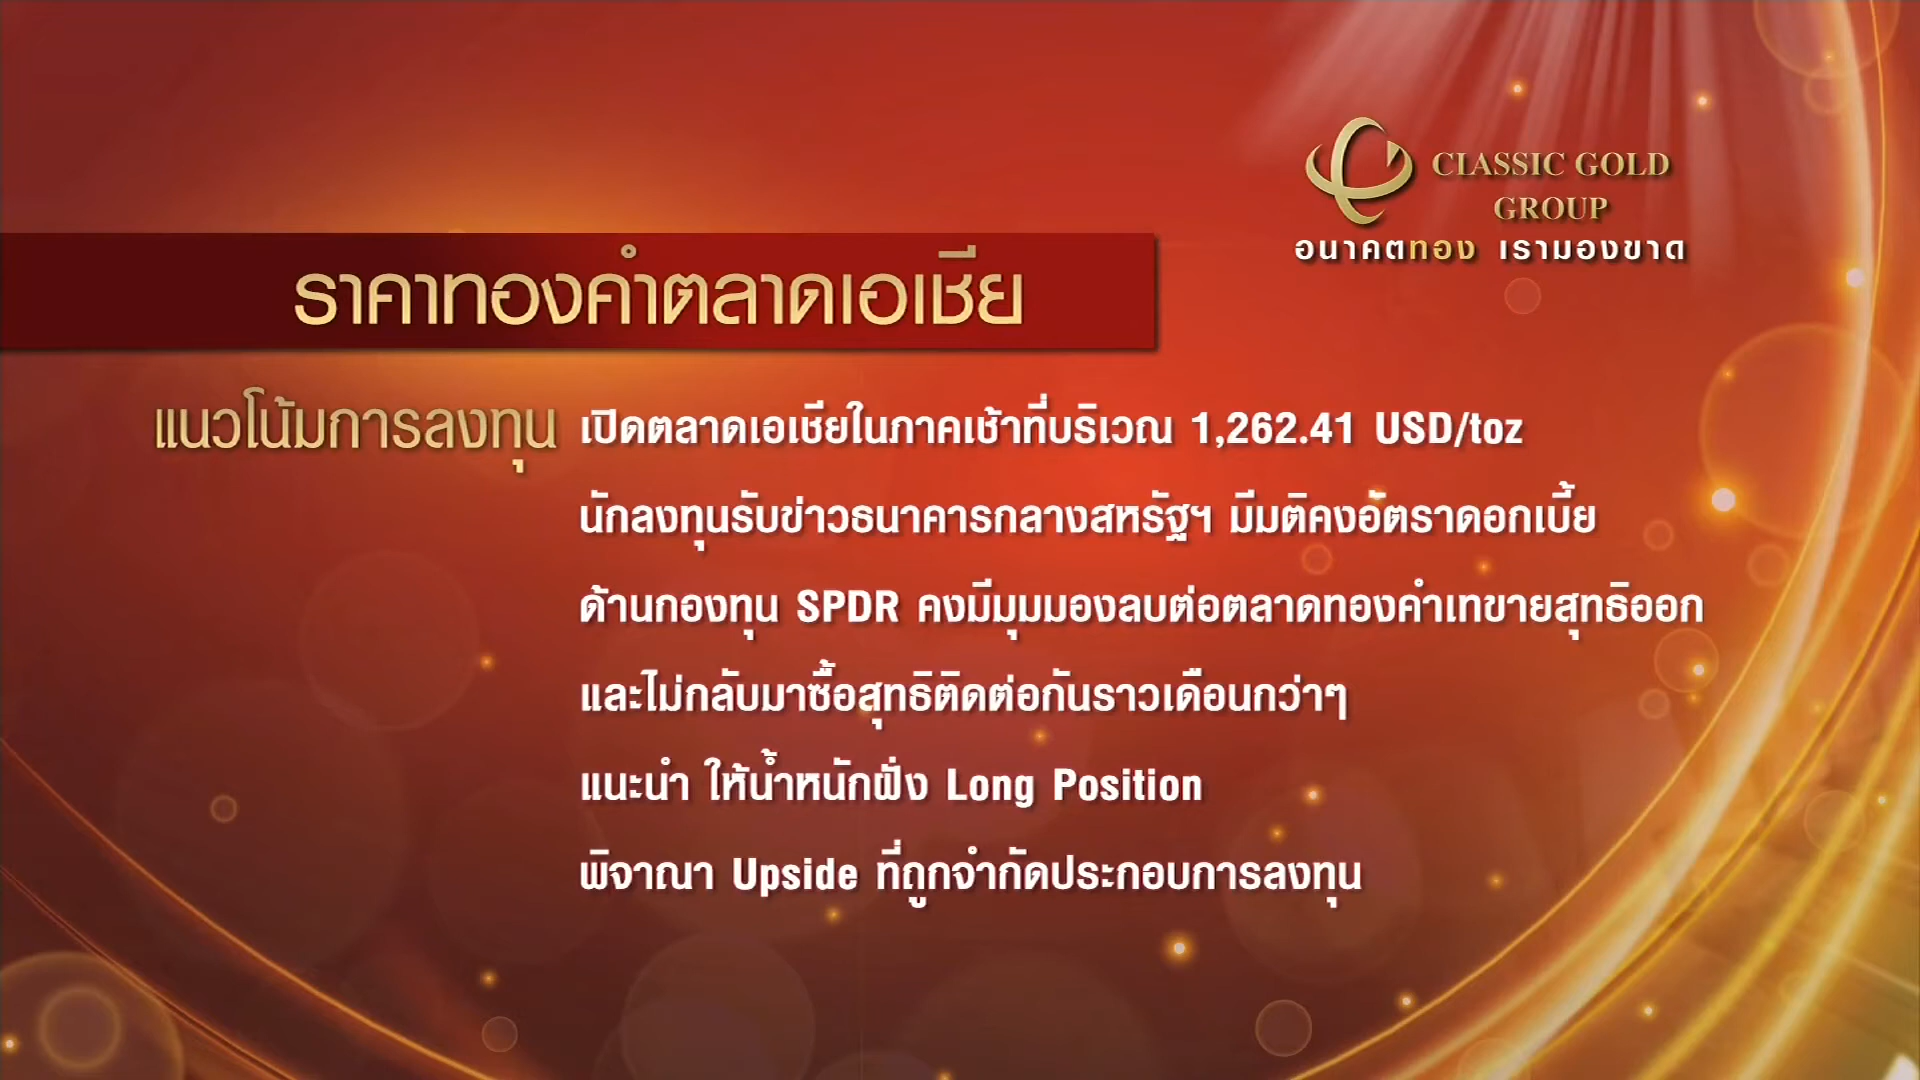 CLASSIC GOLD
GROUP
อนาคตทอง เรามองขาด
ราคาทองคำตลาดเอเชีย
แนวโน้มการลงทุน เปิดตลาดเอเชียในภาคเช้าที่บริเวณ 1,262.41 USD/toz
นักลงทุนรับข่าวธนาคารกลางสหรัฐฯ มีมติคงอัตราดอกเบี้ย
ด้านกองทุน SPDR คงมีมุมมองลบต่อตลาดทองคำเทขายสุทธิออก
และไม่กลับมาซื้อสุทธิติดต่อกันราวเดือนกว่าๆ
แนะนำ ให้น้ำหนักฝั่ง Long Position
พิจาณา Upside ที่ถูกจำกัดประกอบการลงทุน